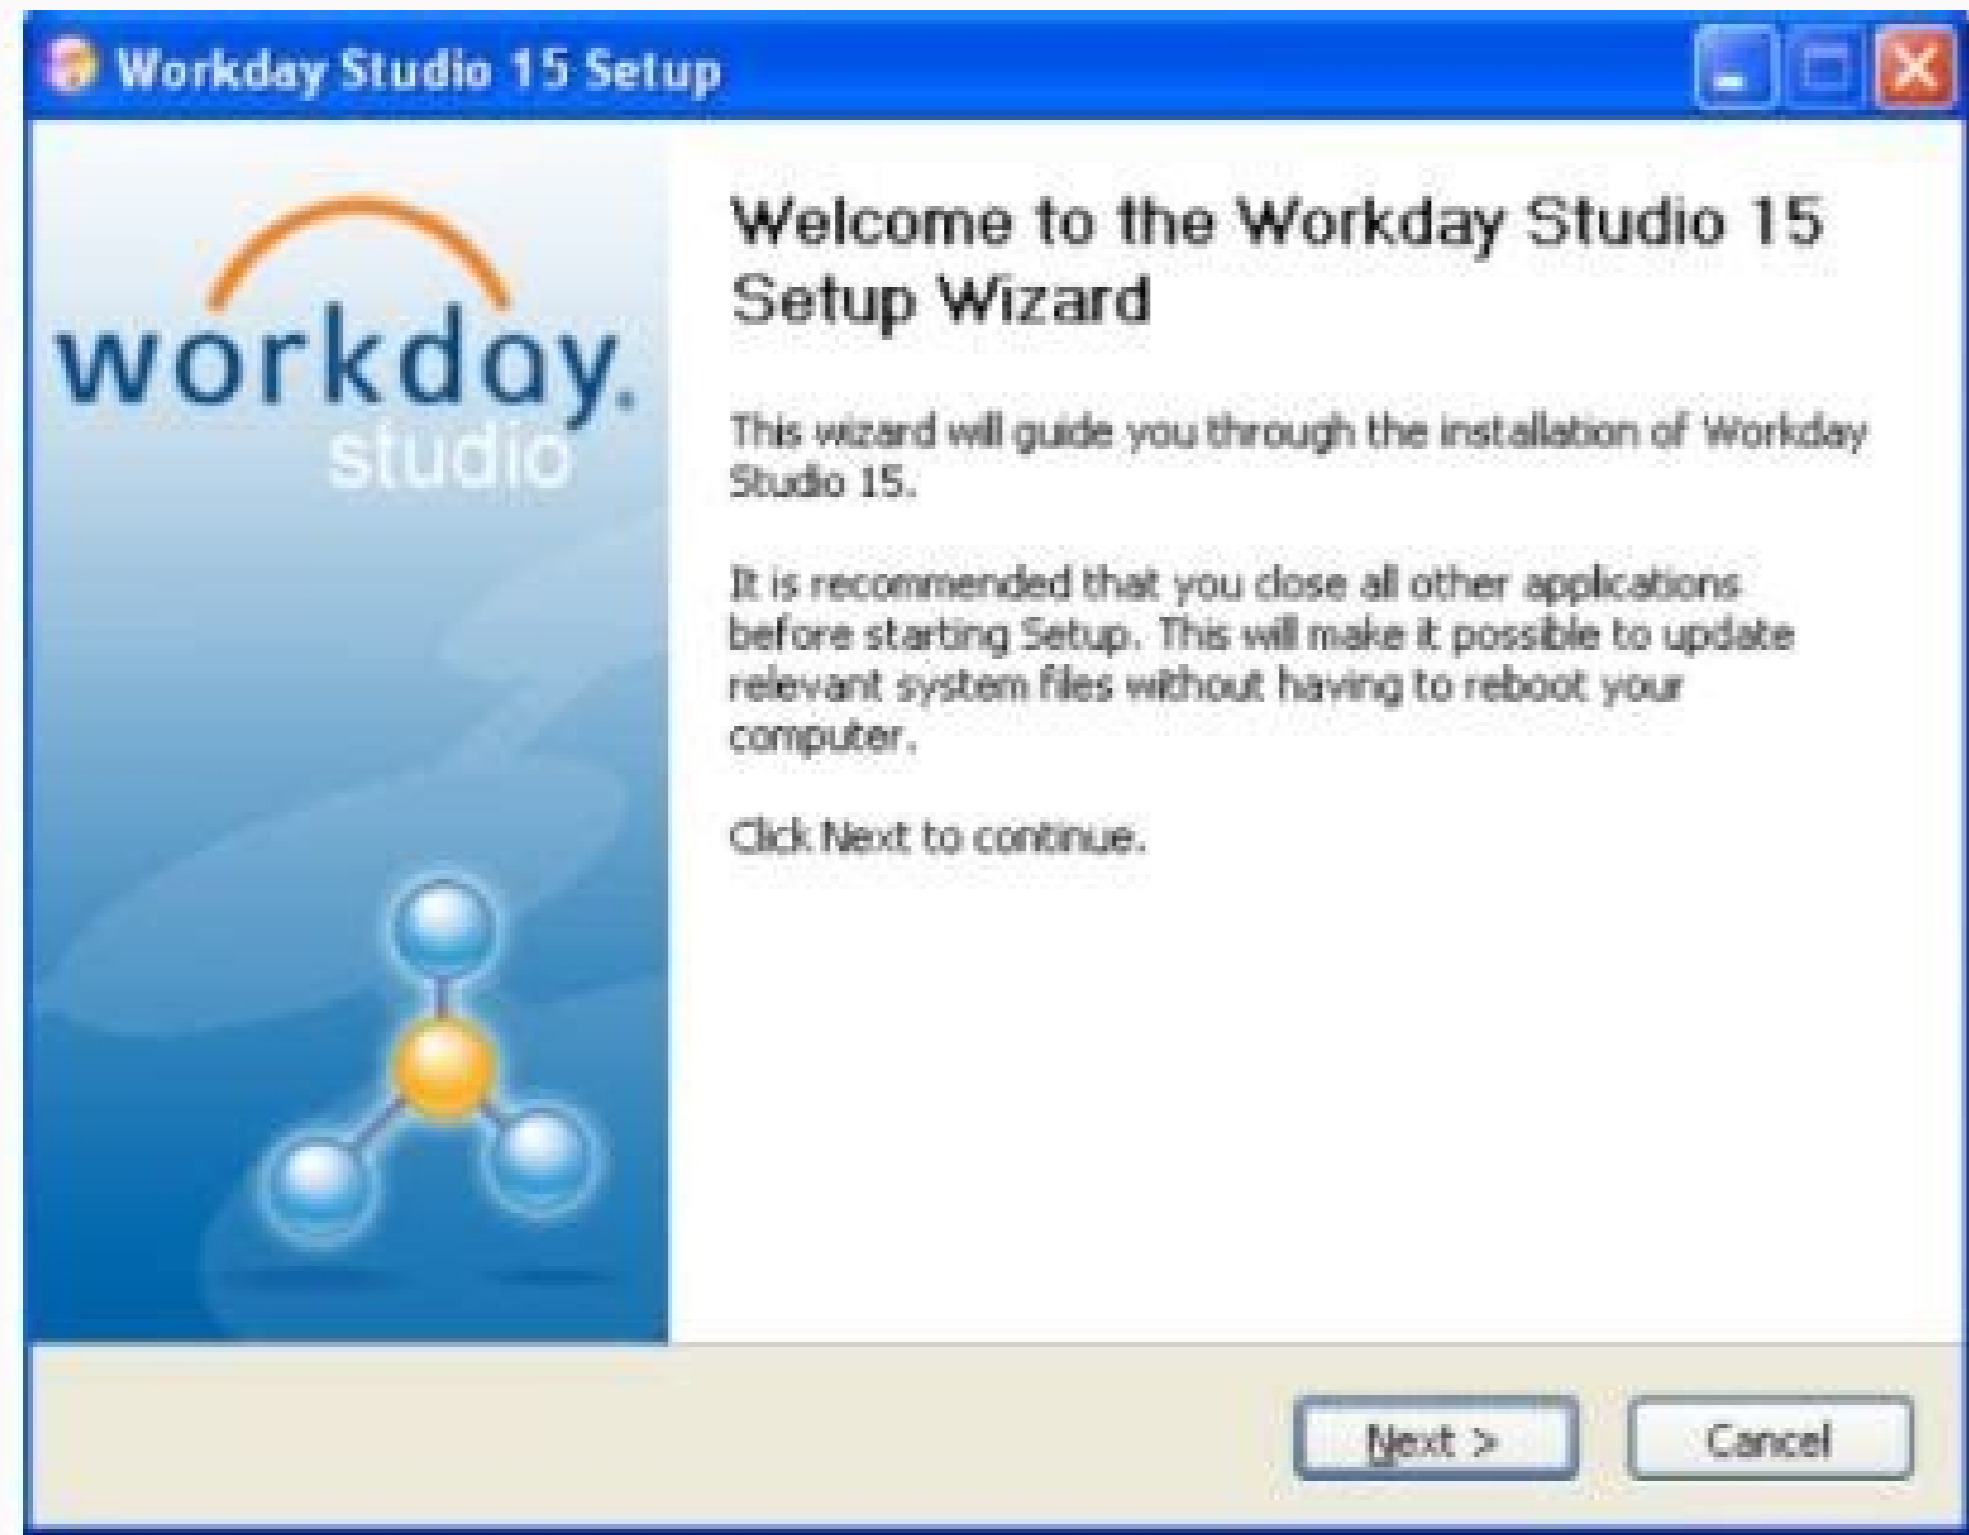 Workday Studio 15 Setup
workday.
studio
Welcome to the Workday Studio 15
Setup Wizard
This wizard will guide you through the installation of Workday
Studio 15.
It is recommended that you close all other applications
before starting Setup. This will make it possible to update
relevant system files without having to reboot your
computer.
Click Next to continue.
Next >
Cancel